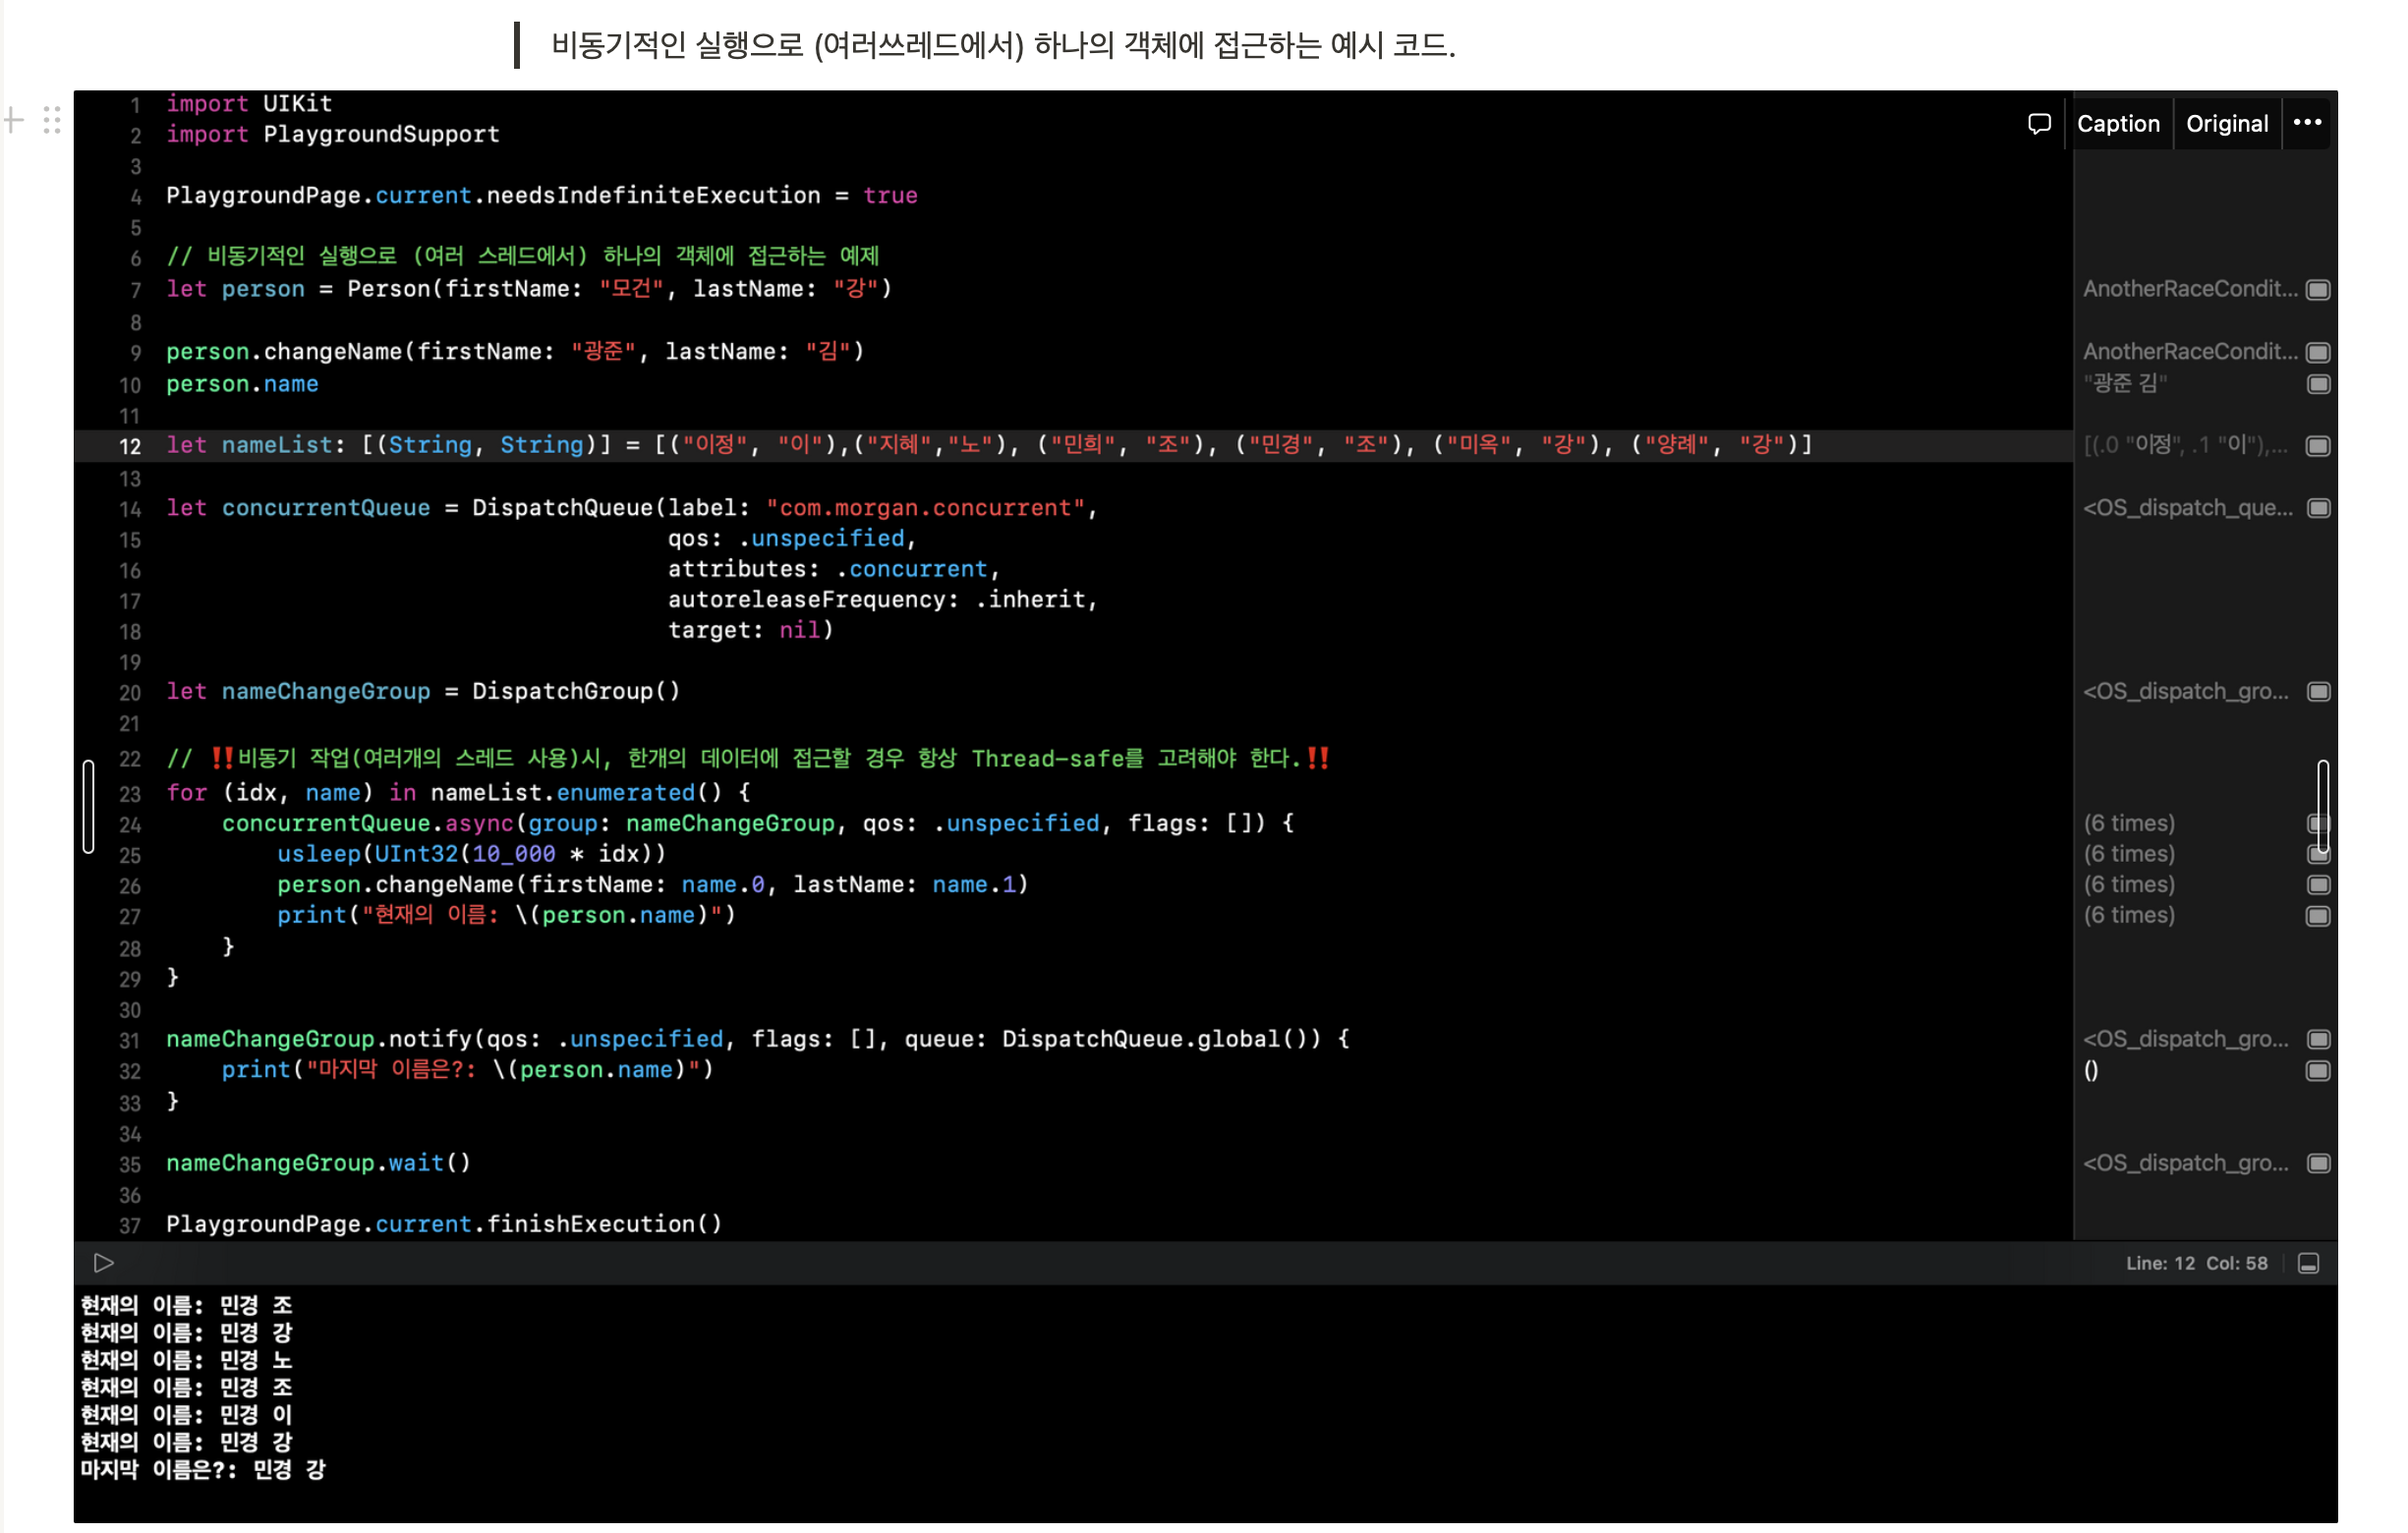 비동기적인 실행으로 (여러쓰레드에서) 하나의 객체에 접근하는 예시 코드.
Caption Original •••
1 import UIKit
2 import PlaygroundSupport
3
4 PlaygroundPage.current.needsIndefiniteExecution = true
5
6 // 비동기적인 실행으로 (여러 스레드에서) 하나의 객체에 접근하는 예제
7 let person = Person(firstName: "모건", lastName: "강") AnotherRaceCondit...
8
9 person.changeName(firstName: "광준", lastName: "김") AnotherRaceCondit...
10 person.name "광준 김"
11
12 let nameList: [(String, String)] = [("이정", "이"),("지혜","노"), ("민희", "조"), ("민경", "조"), ("미옥", "강"), ("양례", "강")] [(.0 "이정", .1 "이"),...
13
14 let concurrentQueue = DispatchQueue(label: "com.morgan.concurrent", <OS_dispatch_que...
15 qos: .unspecified,
16 attributes: .concurrent,
17 autoreleaseFrequency: .inherit,
18 target: nil)
19
20 let nameChangeGroup = DispatchGroup() <OS_dispatch_gro...
21
22 // ‼️비동기 작업(여러개의 스레드 사용)시, 한개의 데이터에 접근할 경우 항상 Thread-safe를 고려해야 한다.‼️
23 for (idx, name) in nameList.enumerated() {
24 concurrentQueue.async(group: nameChangeGroup, qos: .unspecified, flags: []) { (6 times)
25 usleep(UInt32(10_000 * idx)) (6 times)
26 person.changeName(firstName: name.0, lastName: name.1) (6 times)
27 print("현재의 이름: \(person.name)") (6 times)
28 }
29 }
30
31 nameChangeGroup.notify(qos: .unspecified, flags: [], queue: DispatchQueue.global()) { <OS_dispatch_gro...
32 print("마지막 이름은?: \(person.name)") ()
33 }
34
35 nameChangeGroup.wait() <OS_dispatch_gro...
36
37 PlaygroundPage.current.finishExecution()
Line: 12 Col: 58
현재의 이름: 민경 조
현재의 이름: 민경 강
현재의 이름: 민경 노
현재의 이름: 민경 조
현재의 이름: 민경 이
현재의 이름: 민경 강
마지막 이름은?: 민경 강